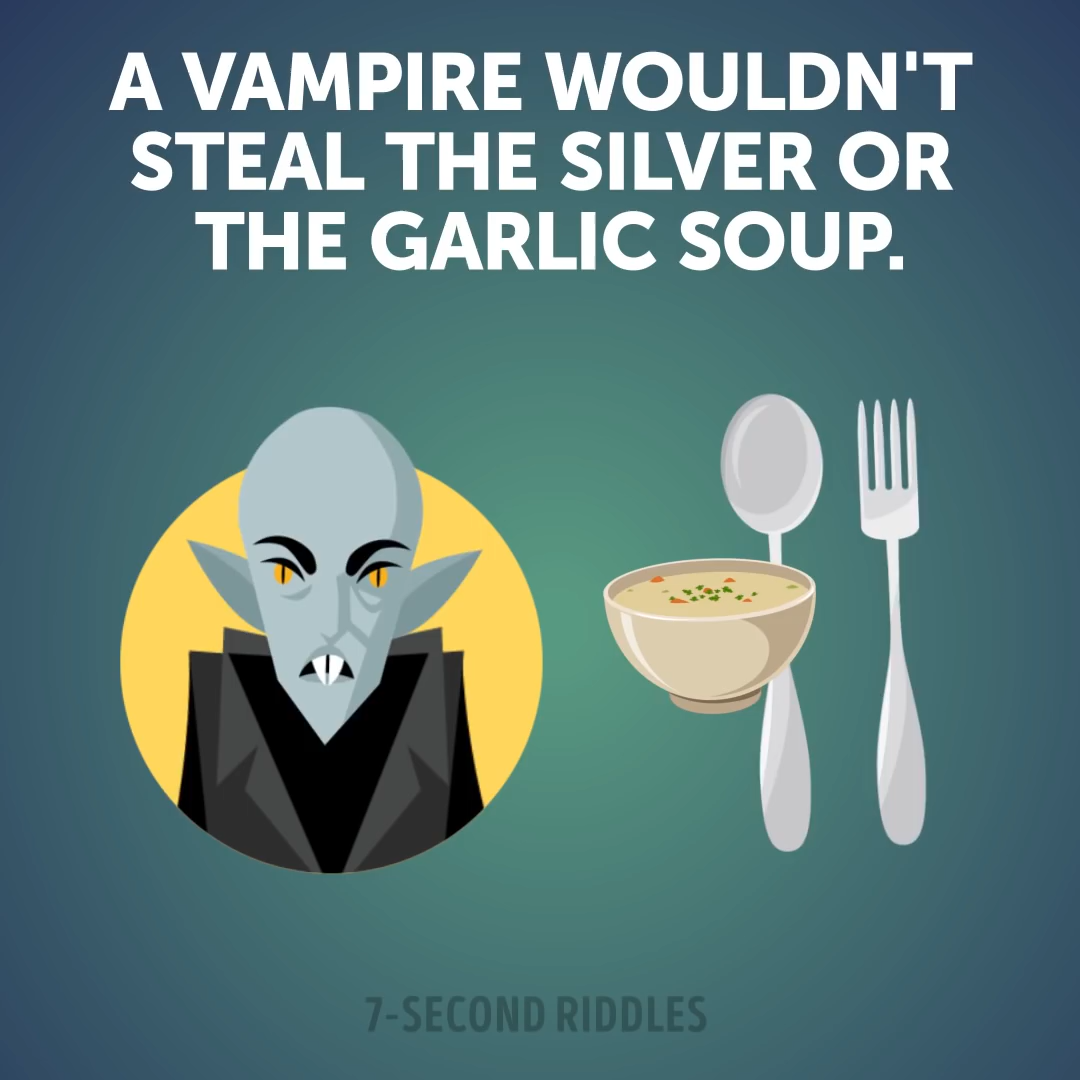 A VAMPIRE WOULDN'T
STEAL THE SILVER OR
THE GARLIC SOUP.
7-SECOND RIDDLES